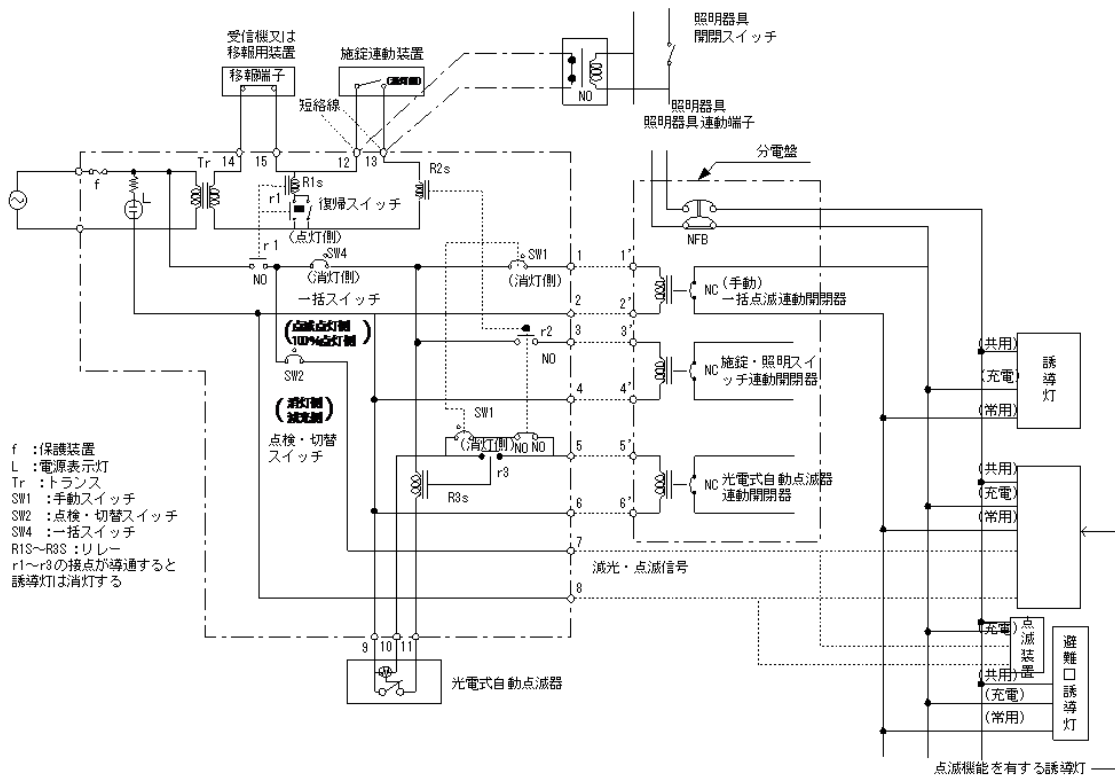 照明器具
開閉スイッチ
受信機又は
移報用装置
施錠連動装置
移報端子
(消灯側)
NO
短絡線
照明器具
照明器具連動端子
分電盤
14
15
12
13
Tr
f
L
R1s
R2s
r1
復帰スイッチ
(点灯側)
r1
NO
SW4
(消灯側)
一括スイッチ
SW1
(消灯側)
NFB
1
1'
2
2'
3
3'
4
4'
5
5'
6
6'
7
8
NC
(手動)
一括点滅連動開閉器
r2
NO
NC
施錠・照明スイ
ッチ連動開閉器
点滅点灯側
100%点灯側
SW2
消灯側
減光側
点検・切替
スイッチ
SW1
(消灯側)
NO NO
r3
R3s
NC
光電式自動点滅器
連動開閉器
減光・点滅信号
(共用)
(充電)
(常用)
誘導灯
(共用)
(充電)
(常用)
(充電)
点滅装置
(共用)
(充電)
(常用)
避難口誘導灯
f :保護装置
L :電源表示灯
Tr :トランス
SW1 :手動スイッチ
SW2 :点検・切替スイッチ
SW4 :一括スイッチ
R1S~R3S :リレー
r1~r3の接点が導通すると
誘導灯は消灯する
9
10
11
光電式自動点滅器
点滅機能を有する誘導灯